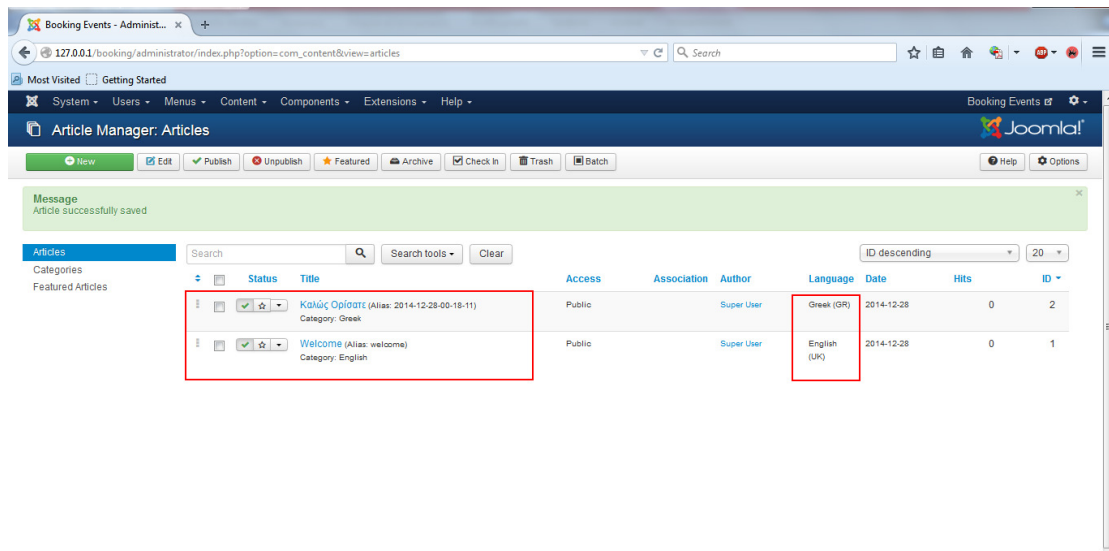 Booking Events - Administ... × +
127.0.0.1/booking/administrator/index.php?option=com_content&view=articles Search
Most Visited Getting Started
System Users Menus Content Components Extensions Help Booking Events
Article Manager: Articles Joomla!
New Edit Publish Unpublish Featured Archive Check In Trash Batch Help Options
Message
Article successfully saved
Articles Search Search tools Clear ID descending 20
Categories
Featured Articles
Status Title Access Association Author Language Date Hits ID
Καλώς Ορίσατε (Alias: 2014-12-28-00-18-11) Public Super User Greek (GR) 2014-12-28 0 2
Category: Greek
Welcome (Alias: welcome) Public Super User English (UK) 2014-12-28 0 1
Category: English